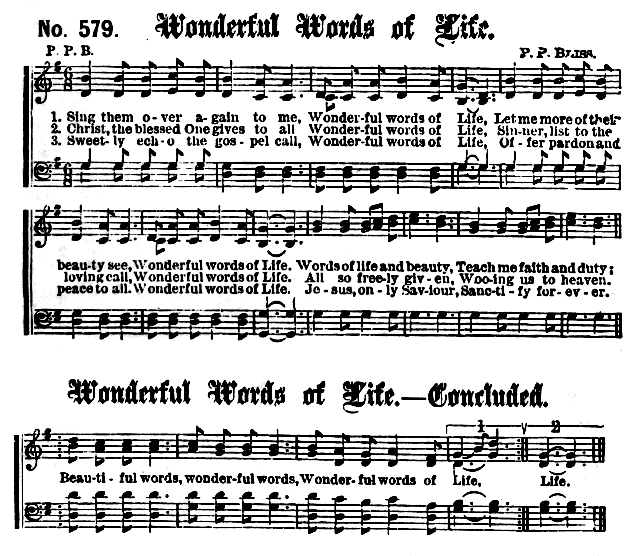 No. 579. Wonderful Words of Life.
P. P. B. P. P. Bliss.
1. Sing them o-ver a-gain to me, Wonder-ful words of Life, Let me more of their
2. Christ, the blessed One gives to all Wonder-ful words of Life, Sin-ner, list to the
3. Sweet-ly ech-o the gos-pel call, Wonder-ful words of Life, Of-fer pardon and
beau-ty see, Wonderful words of Life. Words of life and beauty, Teach me faith and duty;
loving call, Wonderful words of Life. All so free-ly giv-en, Woo-ing us to heaven.
peace to all. Wonderful words of Life. Je-sus, on-ly Sav-iour, Sanc-ti-fy for-ev-er.
Wonderful Words of Life.—Concluded.
1 2
Beau-ti-ful words, wonder-ful words, Wonder-ful words of Life, Life.